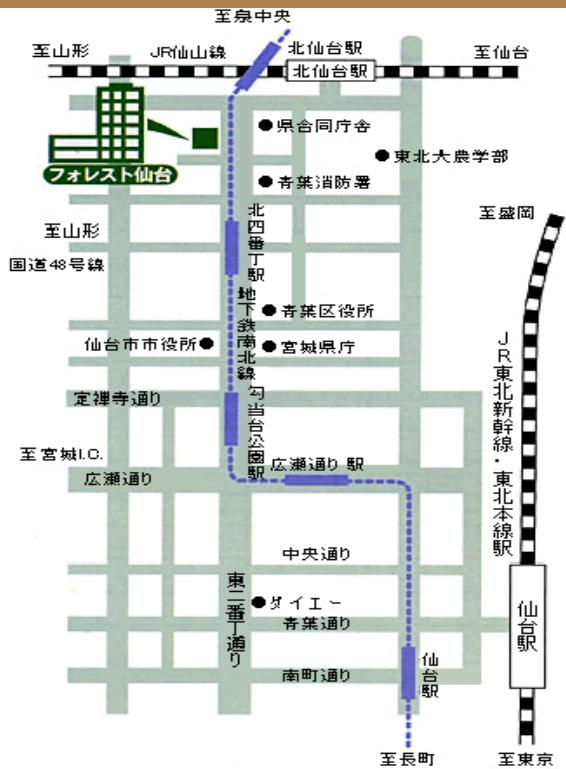 至泉中央
至山形
JR仙山線
北仙台駅
至仙台
北仙台駅
県合同庁舎
東北大農学部
フォレスト仙台
青葉消防署
至山形
北四番丁駅
至盛岡
国道48号線
地下鉄南北線
青葉区役所
仙台市市役所
宮城県庁
JR東北新幹線・東北本線駅
定禅寺通り
勾当台公園駅
至宮城I.C.
広瀬通り 駅
広瀬通り
中央通り
東二番丁通り
ダイエー
青葉通り
仙台駅
仙台駅
南町通り
至長町
至東京